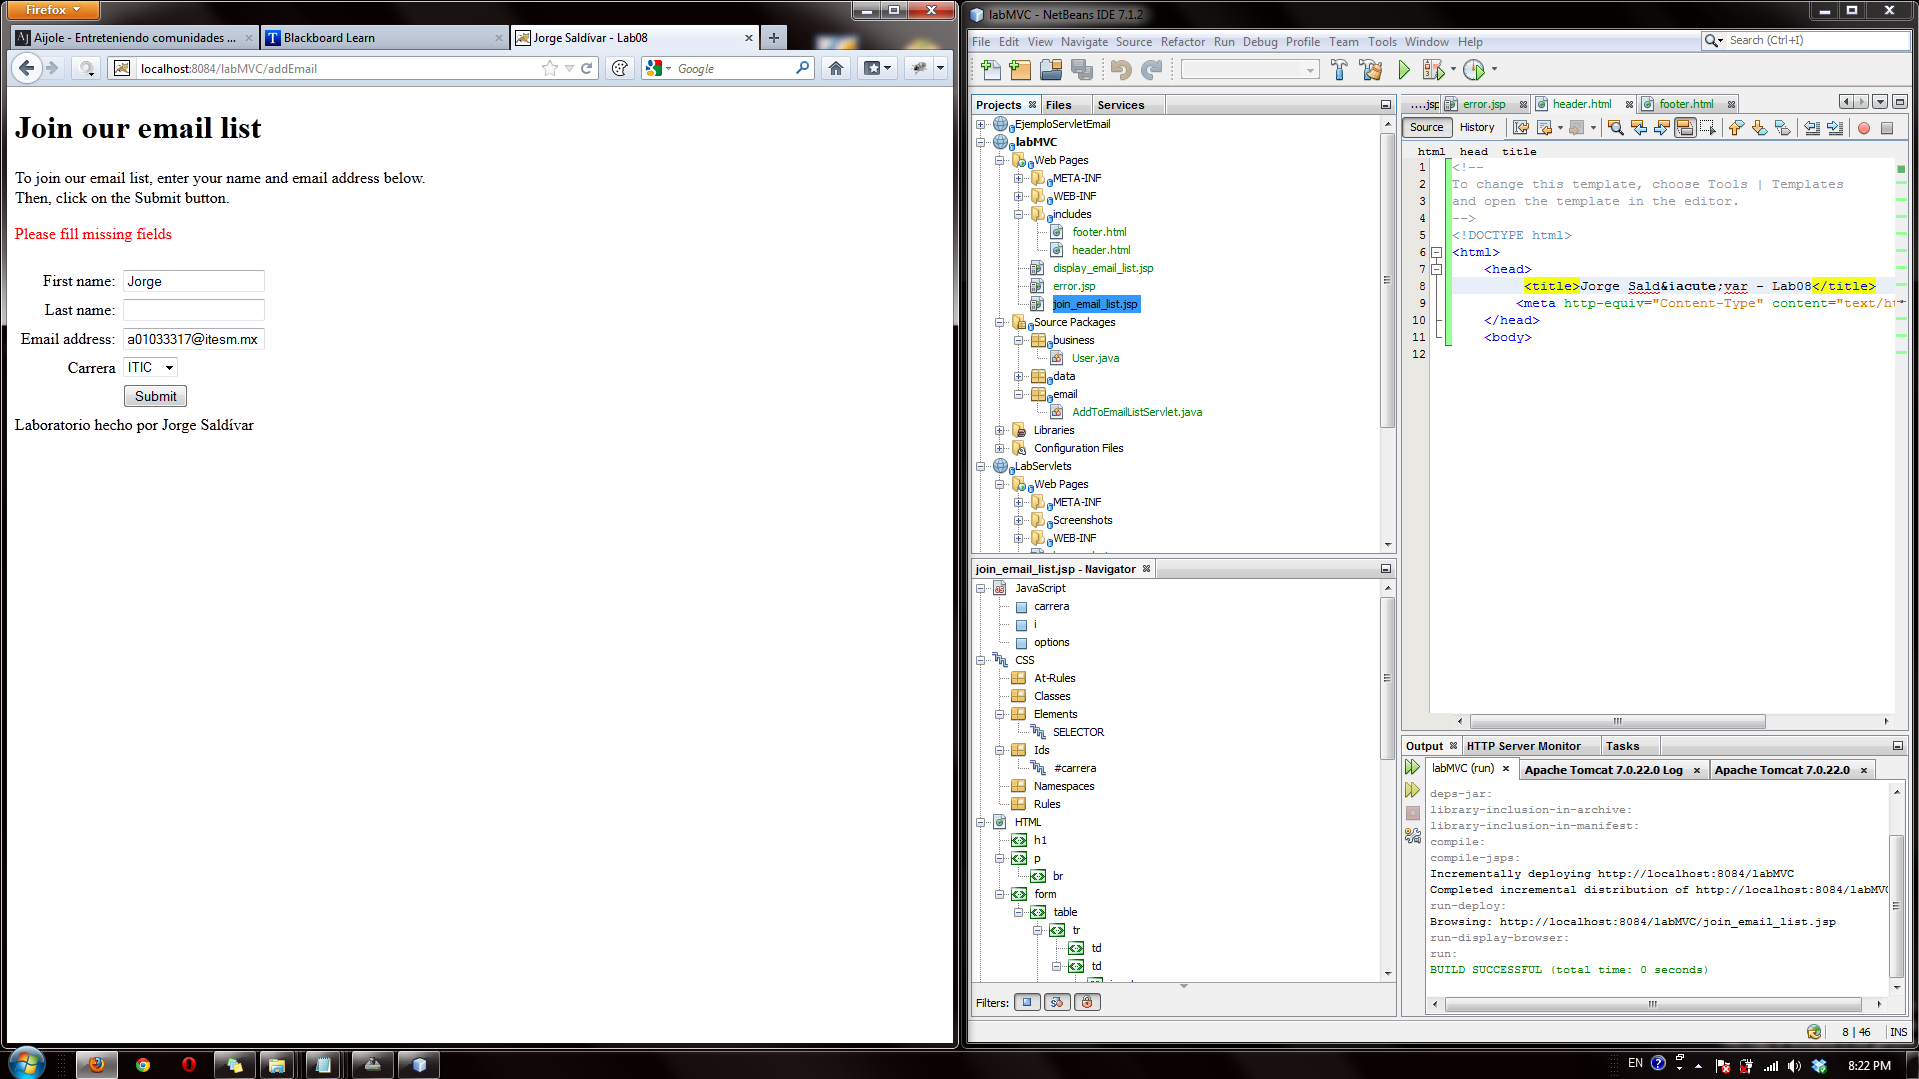 Firefox
Aijole - Entreteniendo comunidades ...
Blackboard Learn
Jorge Saldívar - Lab08
localhost:8084/labMVC/addEmail
Google
Join our email list
To join our email list, enter your name and email address below.
Then, click on the Submit button.
Please fill missing fields
First name: Jorge
Last name:
Email address: a01033317@itesm.mx
Carrera ITIC
Submit
Laboratorio hecho por Jorge Saldívar
labMVC - NetBeans IDE 7.1.2
File Edit View Navigate Source Refactor Run Debug Profile Team Tools Window Help
Search (Ctrl+I)
Projects Files Services
EjemploServletEmail
labMVC
Web Pages
META-INF
WEB-INF
includes
footer.html
header.html
display_email_list.jsp
error.jsp
join_email_list.jsp
Source Packages
business
User.java
data
email
AddToEmailListServlet.java
Libraries
Configuration Files
LabServlets
Web Pages
META-INF
Screenshots
WEB-INF
join_email_list.jsp - Navigator
JavaScript
carrera
i
options
CSS
At-Rules
Classes
Elements
SELECTOR
Ids
#carrera
Namespaces
Rules
HTML
h1
p
br
form
table
tr
td
td
Filters:
....jsp error.jsp header.html footer.html
Source History
html head title
1 <!--
2 To change this template, choose Tools | Templates
3 and open the template in the editor.
4 -->
5 <!DOCTYPE html>
6 <html>
7 <head>
8 <title>Jorge Sald&iacute;var - Lab08</title>
9 <meta http-equiv="Content-Type" content="text/ht
10 </head>
11 <body>
12
Output HTTP Server Monitor Tasks
labMVC (run) Apache Tomcat 7.0.22.0 Log Apache Tomcat 7.0.22.0
deps-jar:
library-inclusion-in-archive:
library-inclusion-in-manifest:
compile:
compile-jsps:
Incrementally deploying http://localhost:8084/labMVC
Completed incremental distribution of http://localhost:8084/labMVC
run-deploy:
Browsing: http://localhost:8084/labMVC/join_email_list.jsp
run-display-browser:
run:
BUILD SUCCESSFUL (total time: 0 seconds)
8 | 46 INS
EN
8:22 PM